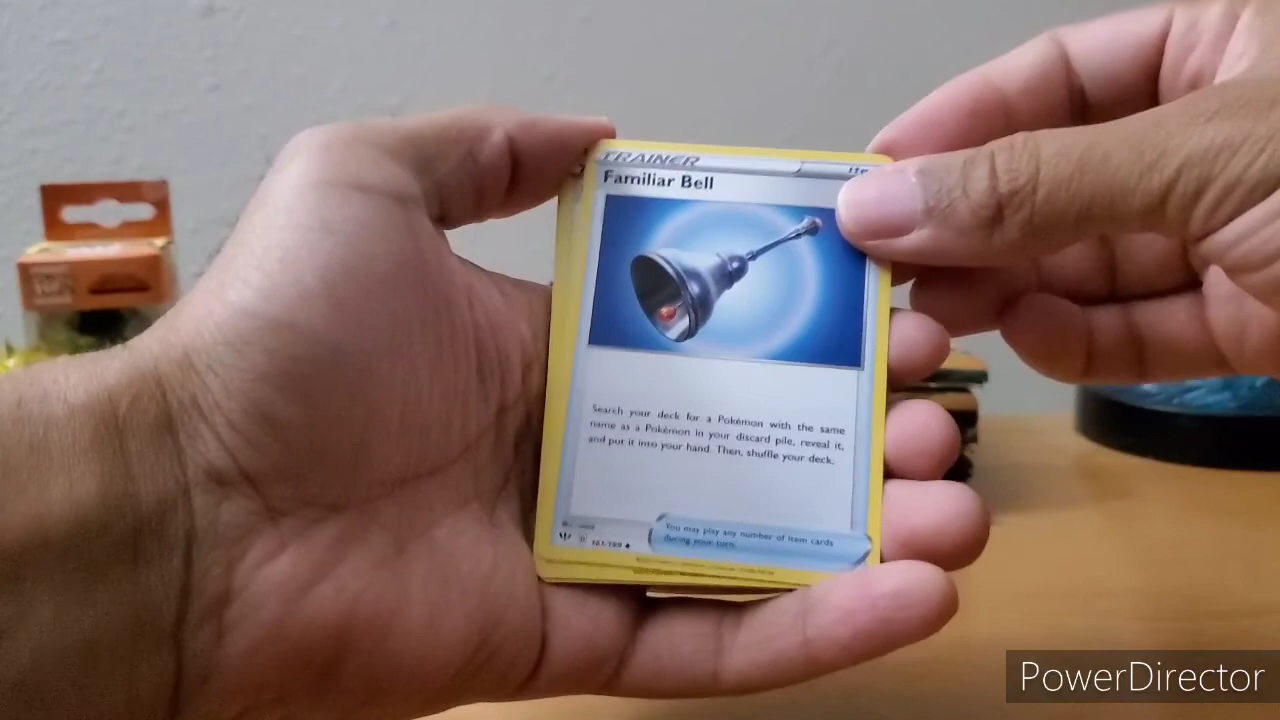 TRAINER
Familiar Bell
Search your deck for a Pokémon with the same
name as a Pokémon in your discard pile, reveal it,
and put it into your hand. Then, shuffle your deck.
You may play any number of Item cards
during your turn.
161/189
PowerDirector